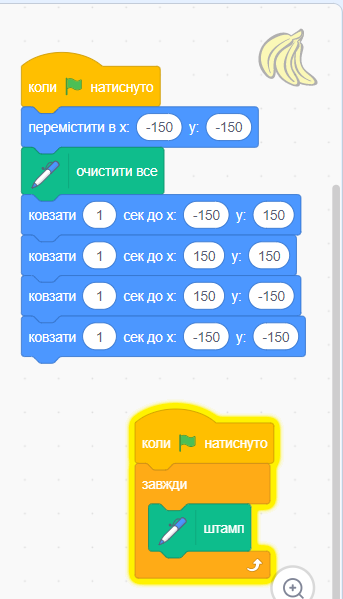 коли натиснуто
перемістити в x: -150 y: -150
очистити все
ковзати 1 сек до x: -150 y: 150
ковзати 1 сек до x: 150 y: 150
ковзати 1 сек до x: 150 y: -150
ковзати 1 сек до x: -150 y: -150
коли натиснуто
завжди
штамп